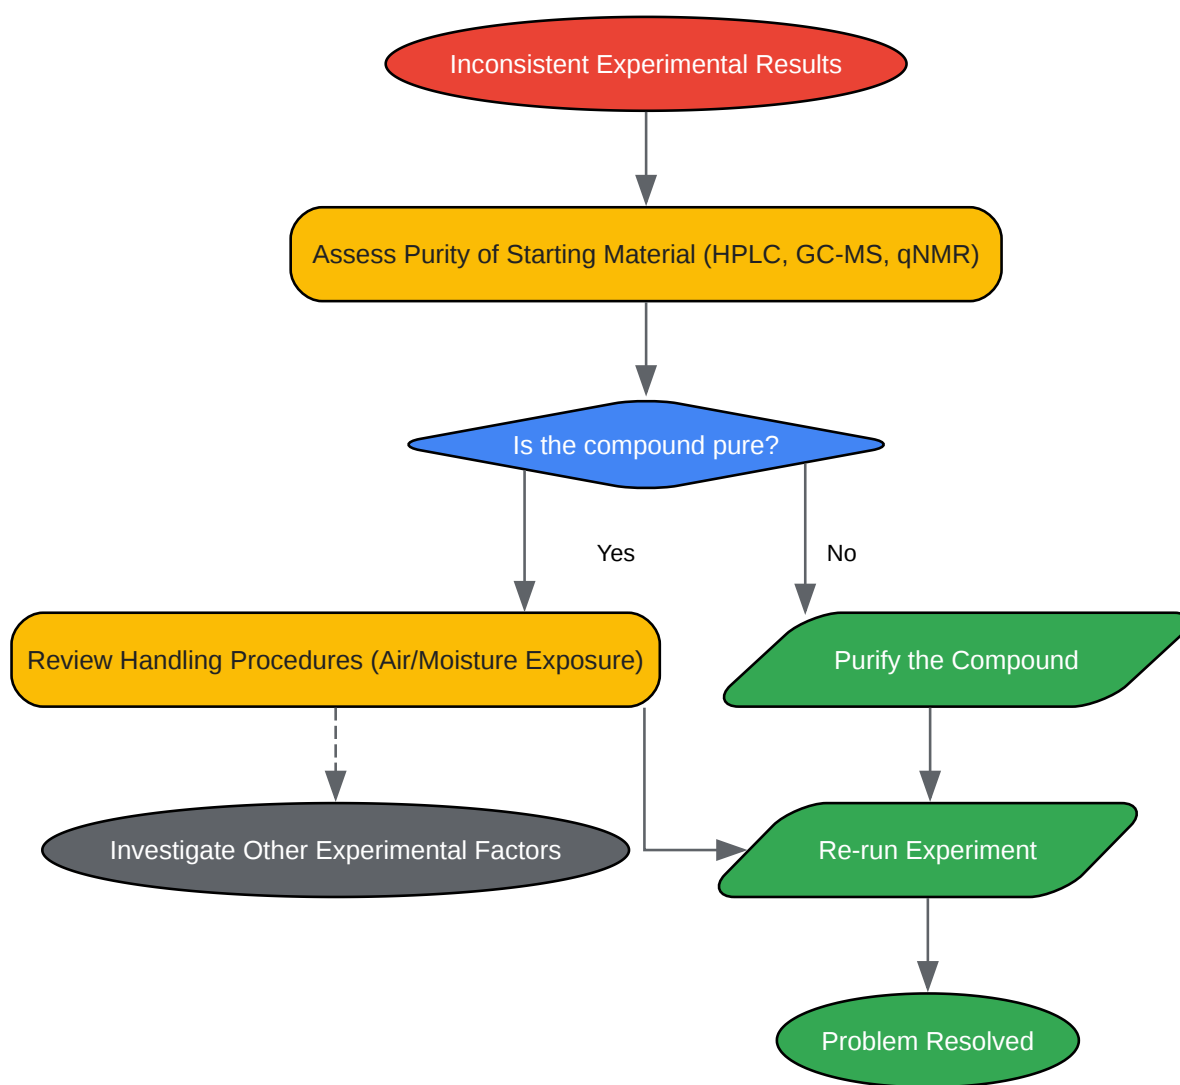 Inconsistent Experimental Results
Assess Purity of Starting Material (HPLC, GC-MS, qNMR)
Is the compound pure?
Yes
No
Review Handling Procedures (Air/Moisture Exposure)
Purify the Compound
Investigate Other Experimental Factors
Re-run Experiment
Problem Resolved